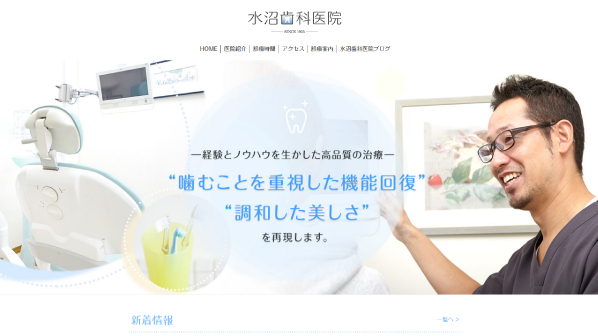 水沼歯科医院
HOME
医院紹介
診療時間
アクセス
診療案内
水沼歯科医院ブログ
―経験とノウハウを生かした高品質の治療―
“噛むことを重視した機能回復”
“調和した美しさ”
を再現します。
新着情報
一覧へ >